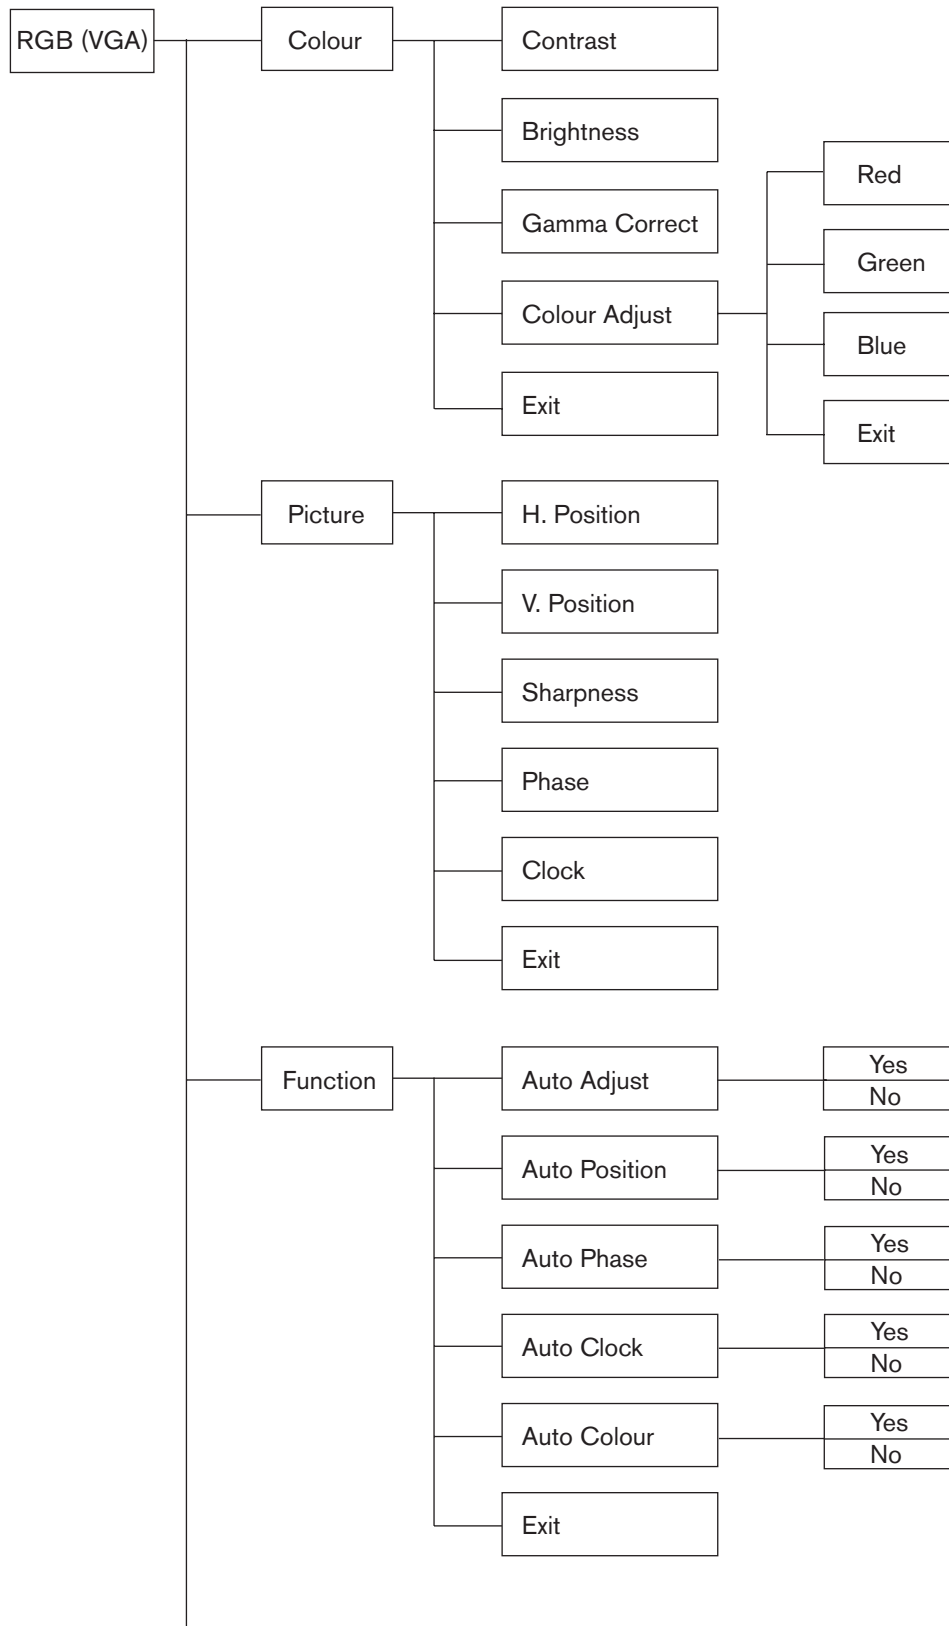 RGB (VGA)
Colour
Contrast
Brightness
Gamma Correct
Colour Adjust
Red
Green
Blue
Exit
Exit
Picture
H. Position
V. Position
Sharpness
Phase
Clock
Exit
Function
Auto Adjust
Yes
No
Auto Position
Yes
No
Auto Phase
Yes
No
Auto Clock
Yes
No
Auto Colour
Yes
No
Exit